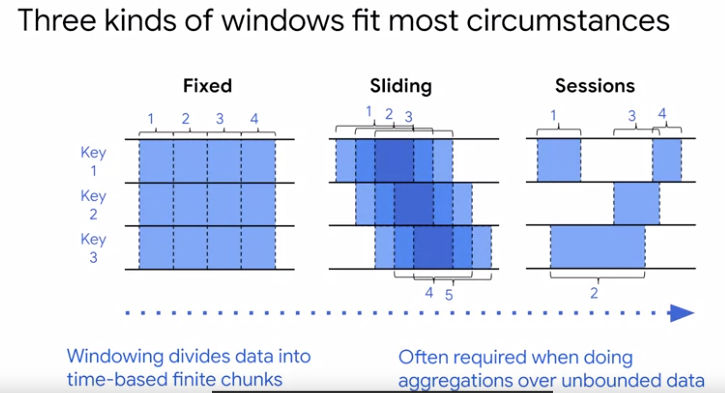 Three kinds of windows fit most circumstances
Fixed
Sliding
Sessions
1 2 3 4
1 2 3
1 3 4
Key
1
Key
2
Key
3
4 5
2
Windowing divides data into
time-based finite chunks
Often required when doing
aggregations over unbounded data